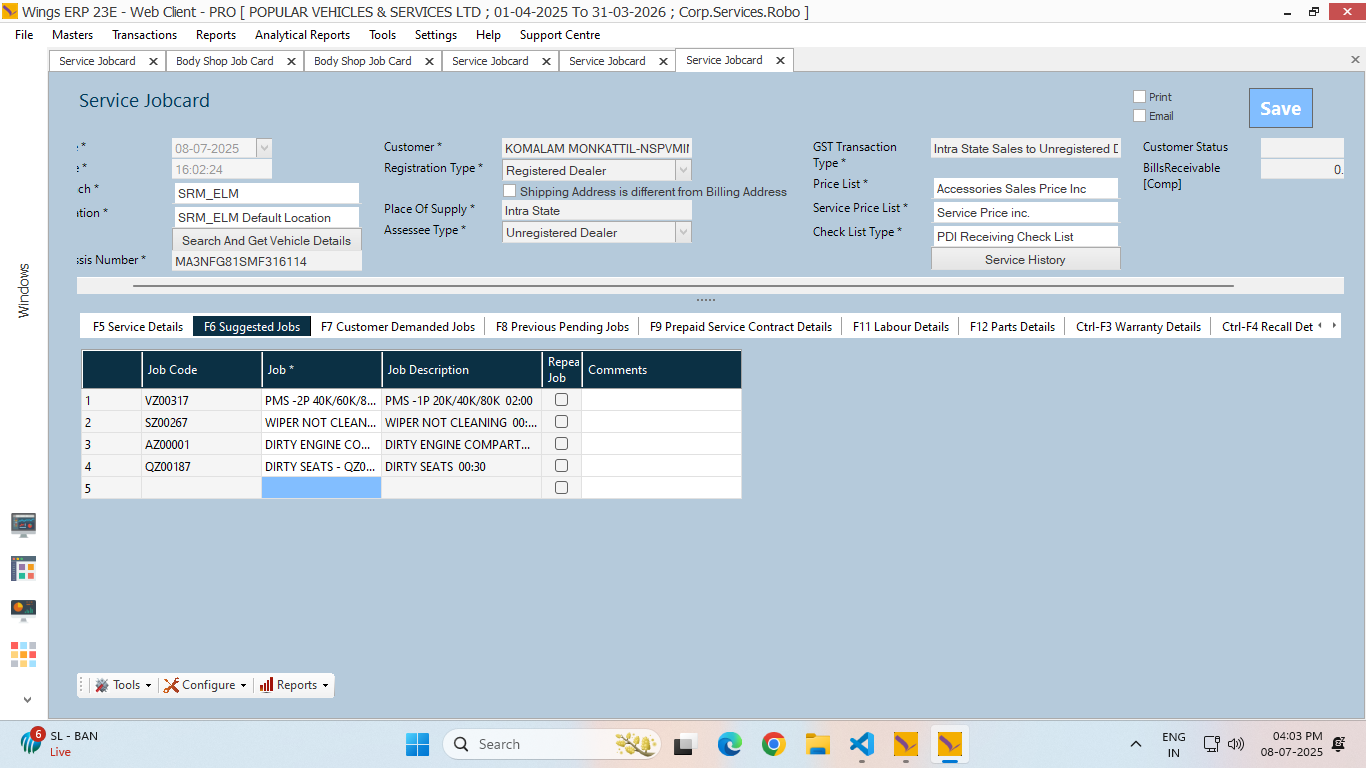 Wings ERP 23E - Web Client - PRO [ POPULAR VEHICLES & SERVICES LTD ; 01-04-2025 To 31-03-2026 ; Corp.Services.Robo ]
File Masters Transactions Reports Analytical Reports Tools Settings Help Support Centre
Service Jobcard Body Shop Job Card Body Shop Job Card Service Jobcard Service Jobcard Service Jobcard
Service Jobcard
Print
Email
Save
08-07-2025
16:02:24
SRM_ELM
SRM_ELM Default Location
Search And Get Vehicle Details
ssis Number *
MA3NFG81SMF316114
Customer *
KOMALAM MONKATTIL-NSPVMI
Registration Type *
Registered Dealer
Shipping Address is different from Billing Address
Place Of Supply *
Intra State
Assessee Type *
Unregistered Dealer
GST Transaction
Type *
Intra State Sales to Unregistered D
Price List *
Accessories Sales Price Inc
Service Price List *
Service Price inc.
Check List Type *
PDI Receiving Check List
Service History
Customer Status
BillsReceivable
[Comp]
0.
Windows
F5 Service Details F6 Suggested Jobs F7 Customer Demanded Jobs F8 Previous Pending Jobs F9 Prepaid Service Contract Details F11 Labour Details F12 Parts Details Ctrl-F3 Warranty Details Ctrl-F4 Recall Det
Job Code Job * Job Description Repea Job Comments
1 VZ00317 PMS -2P 40K/60K/8... PMS -1P 20K/40K/80K 02:00
2 SZ00267 WIPER NOT CLEAN... WIPER NOT CLEANING 00:...
3 AZ00001 DIRTY ENGINE CO... DIRTY ENGINE COMPART...
4 QZ00187 DIRTY SEATS - QZ0... DIRTY SEATS 00:30
5
Tools Configure Reports
6
SL - BAN
Live
Search
ENG
IN
04:03 PM
08-07-2025